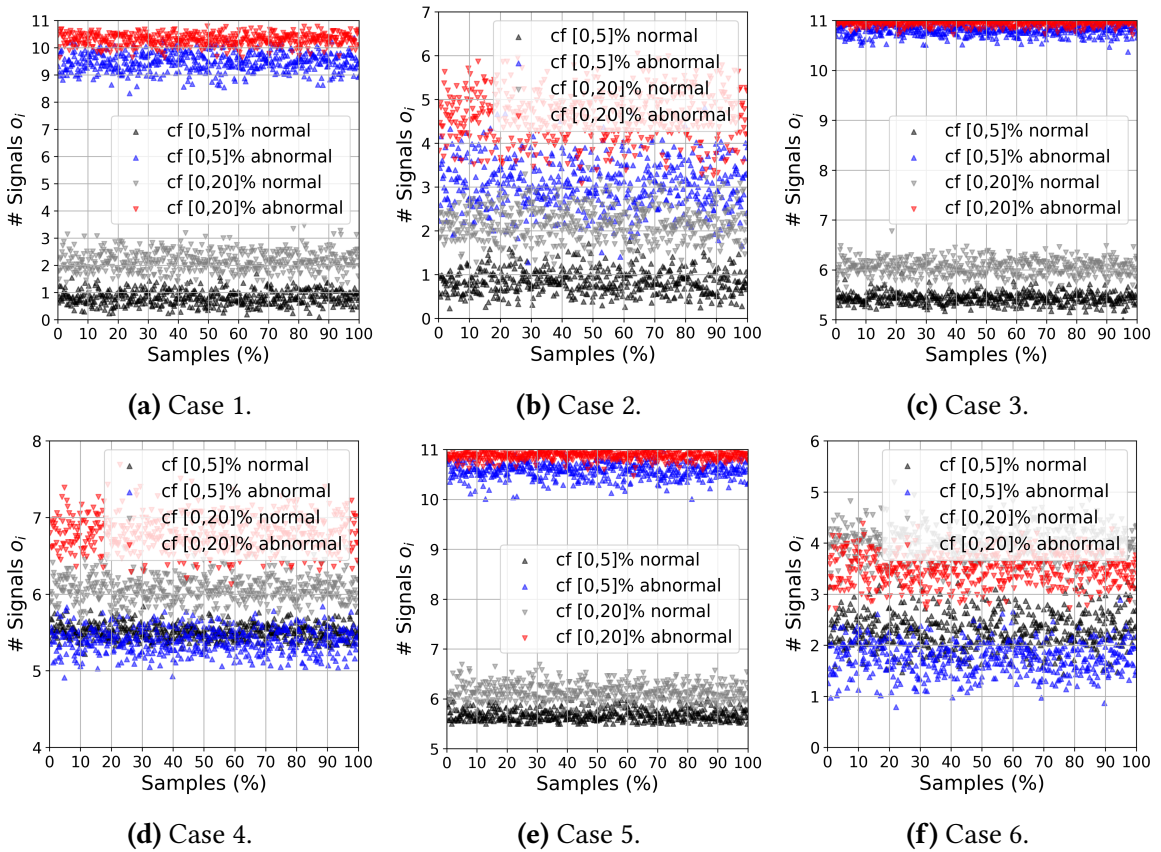 11
10
9
8
7
6
5
4
3
2
1
0
# Signals oᵢ
cf [0,5]% normal
cf [0,5]% abnormal
cf [0,20]% normal
cf [0,20]% abnormal
0 10 20 30 40 50 60 70 80 90 100
Samples (%)
(a) Case 1.
7
6
5
4
3
2
1
0
# Signals oᵢ
cf [0,5]% normal
cf [0,5]% abnormal
cf [0,20]% normal
cf [0,20]% abnormal
0 10 20 30 40 50 60 70 80 90 100
Samples (%)
(b) Case 2.
11
10
9
8
7
6
5
# Signals oᵢ
cf [0,5]% normal
cf [0,5]% abnormal
cf [0,20]% normal
cf [0,20]% abnormal
0 10 20 30 40 50 60 70 80 90 100
Samples (%)
(c) Case 3.
8
7
6
5
4
# Signals oᵢ
cf [0,5]% normal
cf [0,5]% abnormal
cf [0,20]% normal
cf [0,20]% abnormal
0 10 20 30 40 50 60 70 80 90 100
Samples (%)
(d) Case 4.
11
10
9
8
7
6
5
# Signals oᵢ
cf [0,5]% normal
cf [0,5]% abnormal
cf [0,20]% normal
cf [0,20]% abnormal
0 10 20 30 40 50 60 70 80 90 100
Samples (%)
(e) Case 5.
6
5
4
3
2
1
0
# Signals oᵢ
cf [0,5]% normal
cf [0,5]% abnormal
cf [0,20]% normal
cf [0,20]% abnormal
0 10 20 30 40 50 60 70 80 90 100
Samples (%)
(f) Case 6.